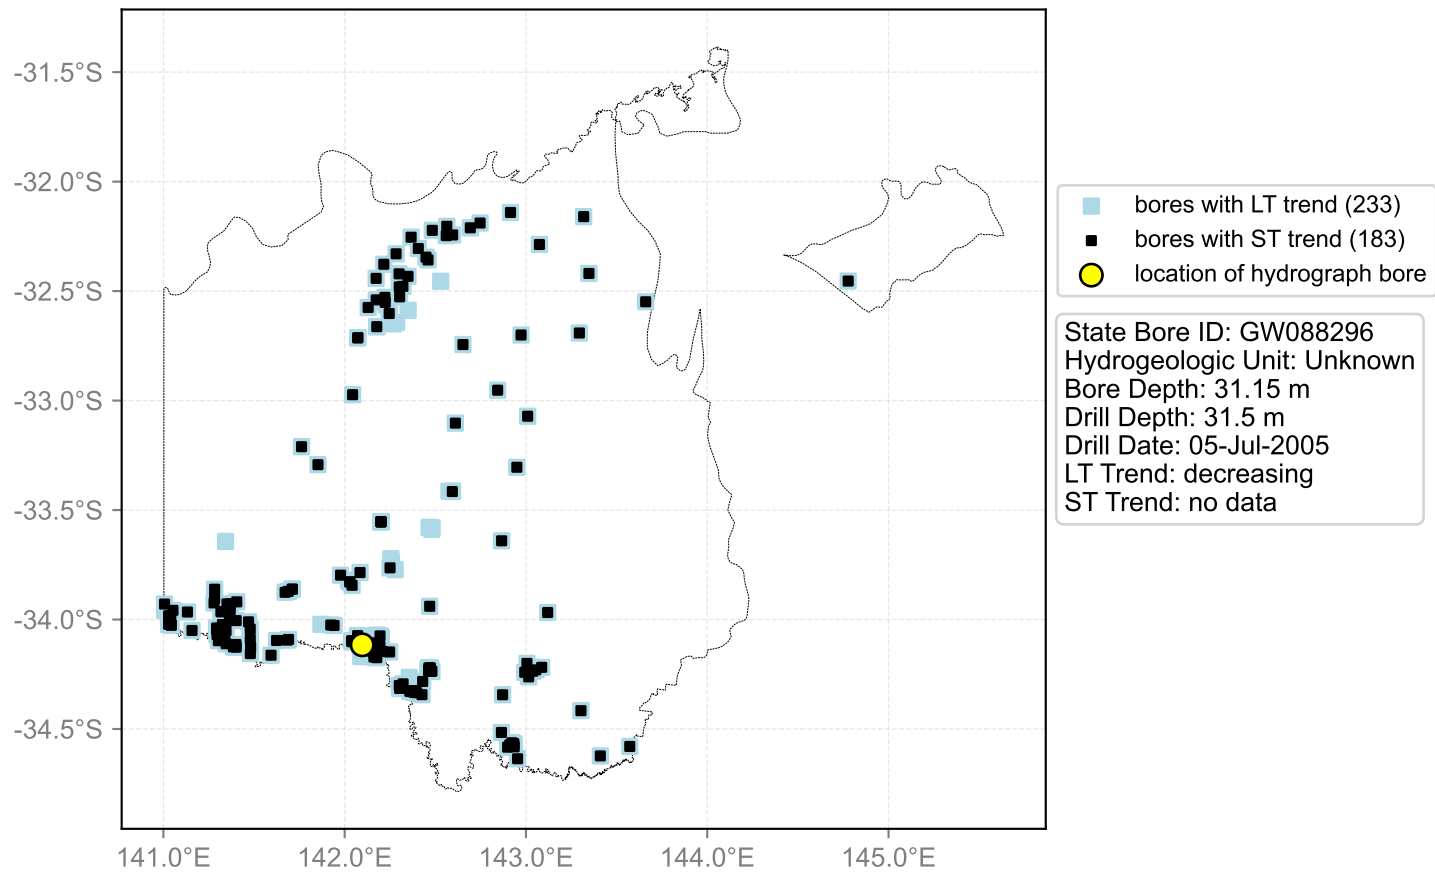 -31.5°S
-32.0°S
-32.5°S
-33.0°S
-33.5°S
-34.0°S
-34.5°S
141.0°E
142.0°E
143.0°E
144.0°E
145.0°E
bores with LT trend (233)
bores with ST trend (183)
location of hydrograph bore
State Bore ID: GW088296
Hydrogeologic Unit: Unknown
Bore Depth: 31.15 m
Drill Depth: 31.5 m
Drill Date: 05-Jul-2005
LT Trend: decreasing
ST Trend: no data